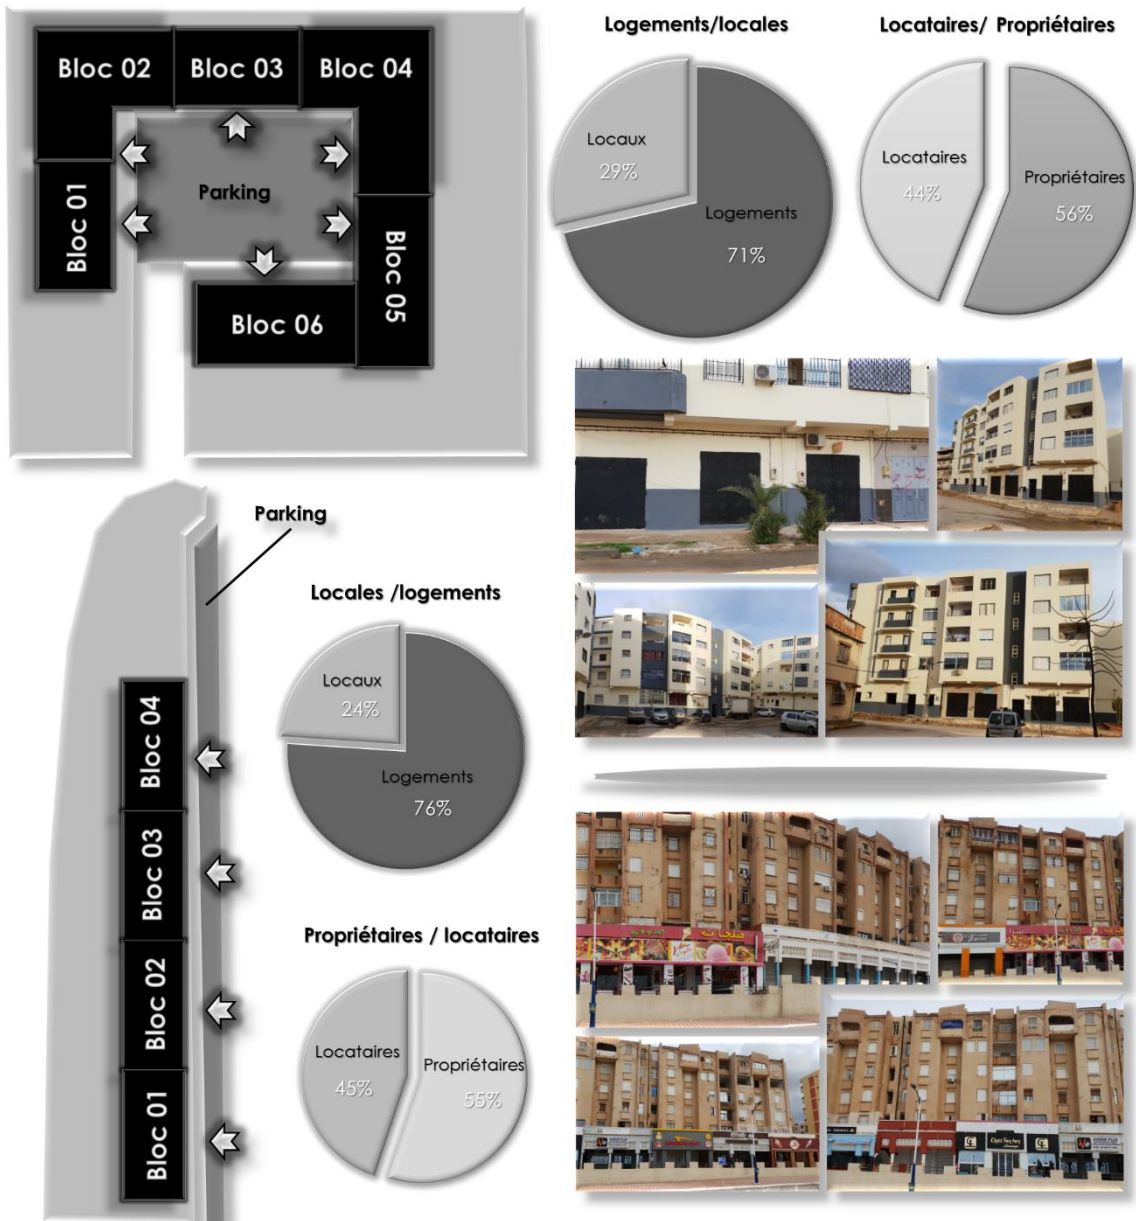 Logements/locales
Locataires/ Propriétaires
Bloc 02
Bloc 03
Bloc 04
Parking
Bloc 01
Bloc 05
Bloc 06
Locaux
29%
Logements
71%
Locataires
44%
Propriétaires
56%
Parking
Locales /logements
Locaux
24%
Logements
76%
Bloc 04
Bloc 03
Bloc 02
Bloc 01
Propriétaires / locataires
Locataires
45%
Propriétaires
55%